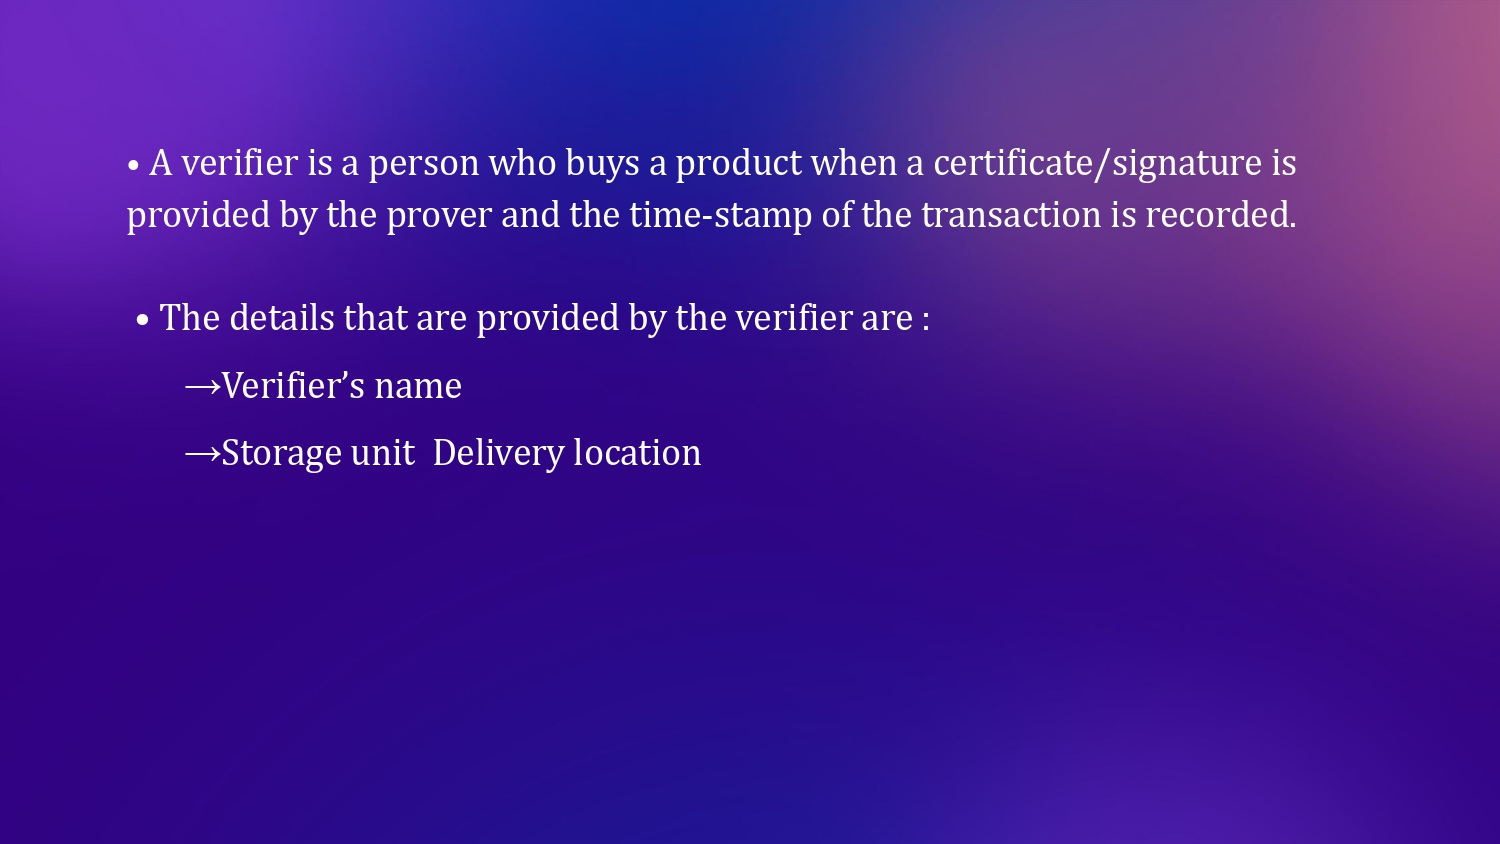 • A verifier is a person who buys a product when a certificate/signature is
provided by the prover and the time-stamp of the transaction is recorded.
• The details that are provided by the verifier are :
→Verifier’s name
→Storage unit  Delivery location